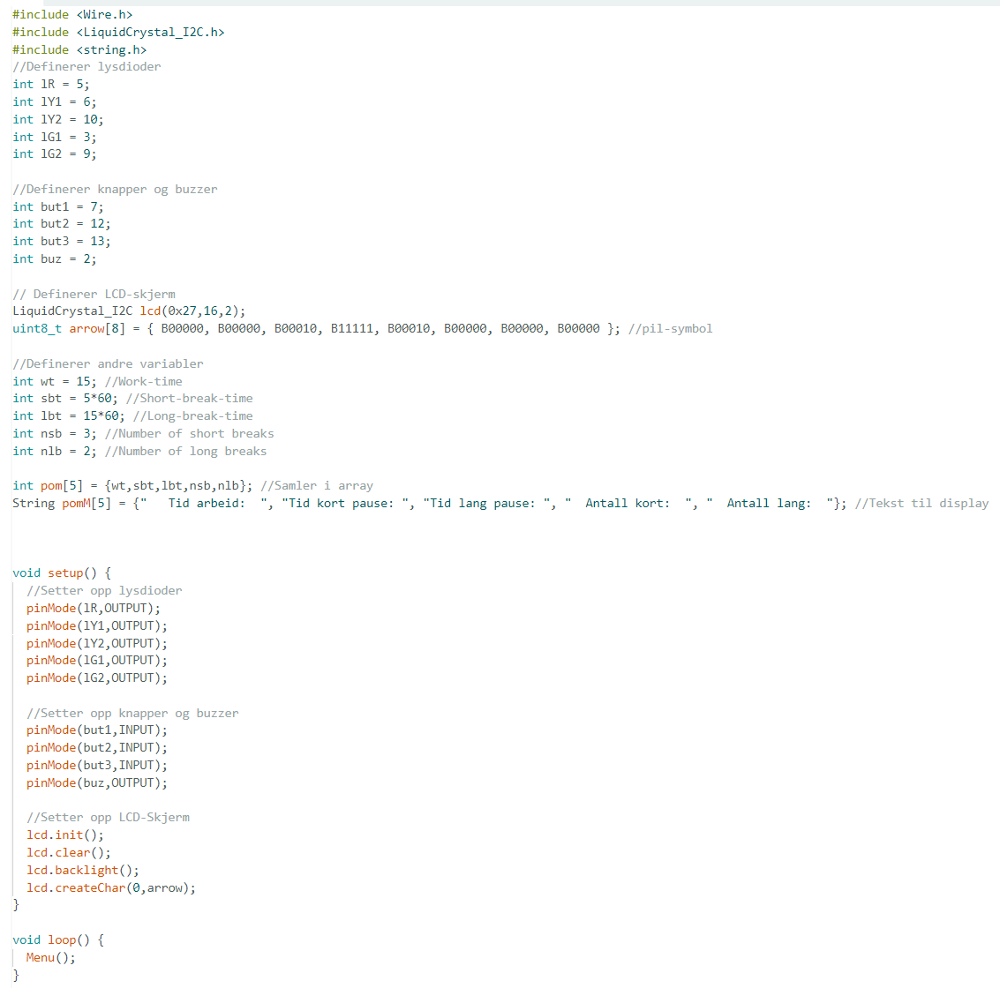 #include <Wire.h>
#include <LiquidCrystal_I2C.h>
#include <string.h>
//Definerer lysdioder
int lR = 5;
int lY1 = 6;
int lY2 = 10;
int lG1 = 3;
int lG2 = 9;

//Definerer knapper og buzzer
int but1 = 7;
int but2 = 12;
int but3 = 13;
int buz = 2;

// Definerer LCD-skjerm
LiquidCrystal_I2C lcd(0x27,16,2);
uint8_t arrow[8] = { B00000, B00000, B00010, B11111, B00010, B00000, B00000, B00000 }; //pil-symbol

//Definerer andre variabler
int wt = 15; //Work-time
int sbt = 5*60; //Short-break-time
int lbt = 15*60; //Long-break-time
int nsb = 3; //Number of short breaks
int nlb = 2; //Number of long breaks

int pom[5] = {wt,sbt,lbt,nsb,nlb}; //Samler i array
String pomM[5] = {"   Tid arbeid:  ", "Tid kort pause: ", "Tid lang pause: ", "  Antall kort:  ", "  Antall lang:  "}; //Tekst til display

void setup() {
  //Setter opp lysdioder
  pinMode(lR,OUTPUT);
  pinMode(lY1,OUTPUT);
  pinMode(lY2,OUTPUT);
  pinMode(lG1,OUTPUT);
  pinMode(lG2,OUTPUT);

  //Setter opp knapper og buzzer
  pinMode(but1,INPUT);
  pinMode(but2,INPUT);
  pinMode(but3,INPUT);
  pinMode(buz,OUTPUT);

  //Setter opp LCD-Skjerm
  lcd.init();
  lcd.clear();
  lcd.backlight();
  lcd.createChar(0,arrow);
}

void loop() {
  Menu();
}